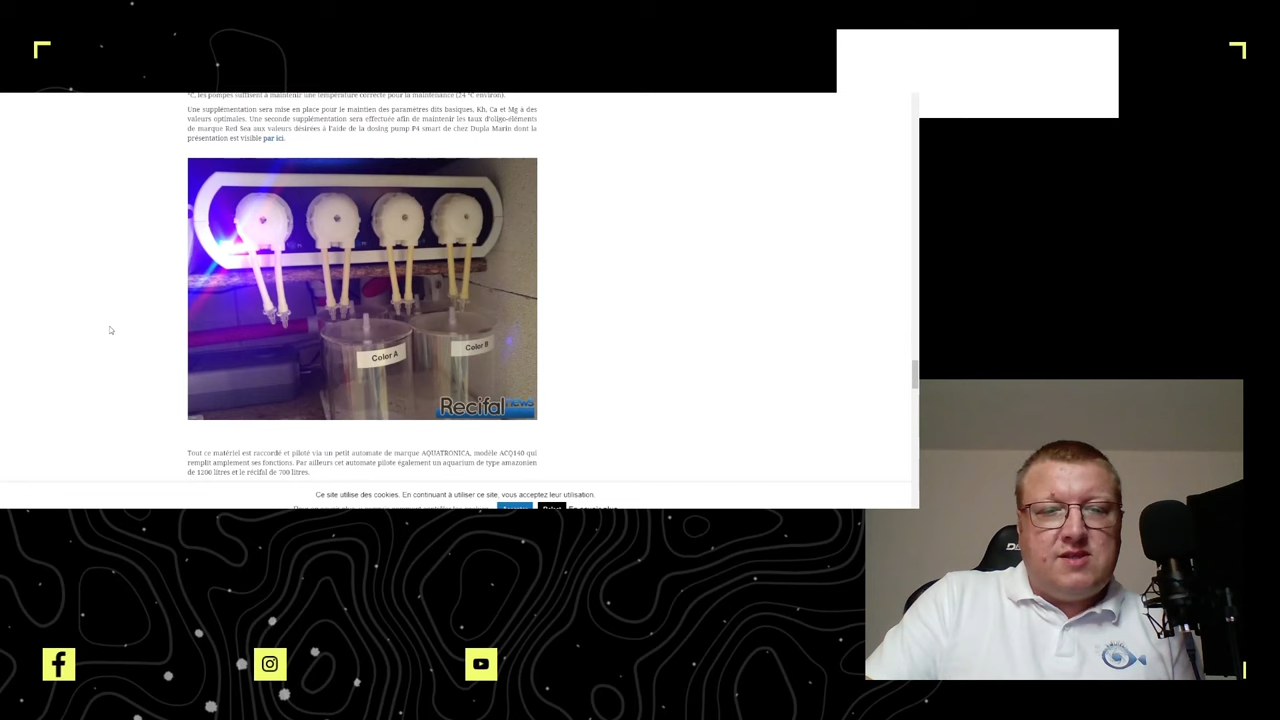 °C, les pompes suffisent à maintenir une température correcte pour la maintenance (24 °C environ).
Une supplémentation sera mise en place pour le maintien des paramètres dits basiques, Kh, Ca et Mg à des
valeurs optimales. Une seconde supplémentation sera effectuée afin de maintenir les taux d'oligo-éléments
de marque Red Sea aux valeurs désirées à l'aide de la dosing pump P4 smart de chez Dupla Marin dont la
présentation est visible par ici.
Color A
Color B
Recifal news
Tout ce matériel est raccordé et piloté via un petit automate de marque AQUATRONICA, modèle ACQ140 qui
remplit amplement ses fonctions. Par ailleurs cet automate pilote également un aquarium de type amazonien
de 1200 litres et le récifal de 700 litres.
Ce site utilise des cookies. En continuant à utiliser ce site, vous acceptez leur utilisation.